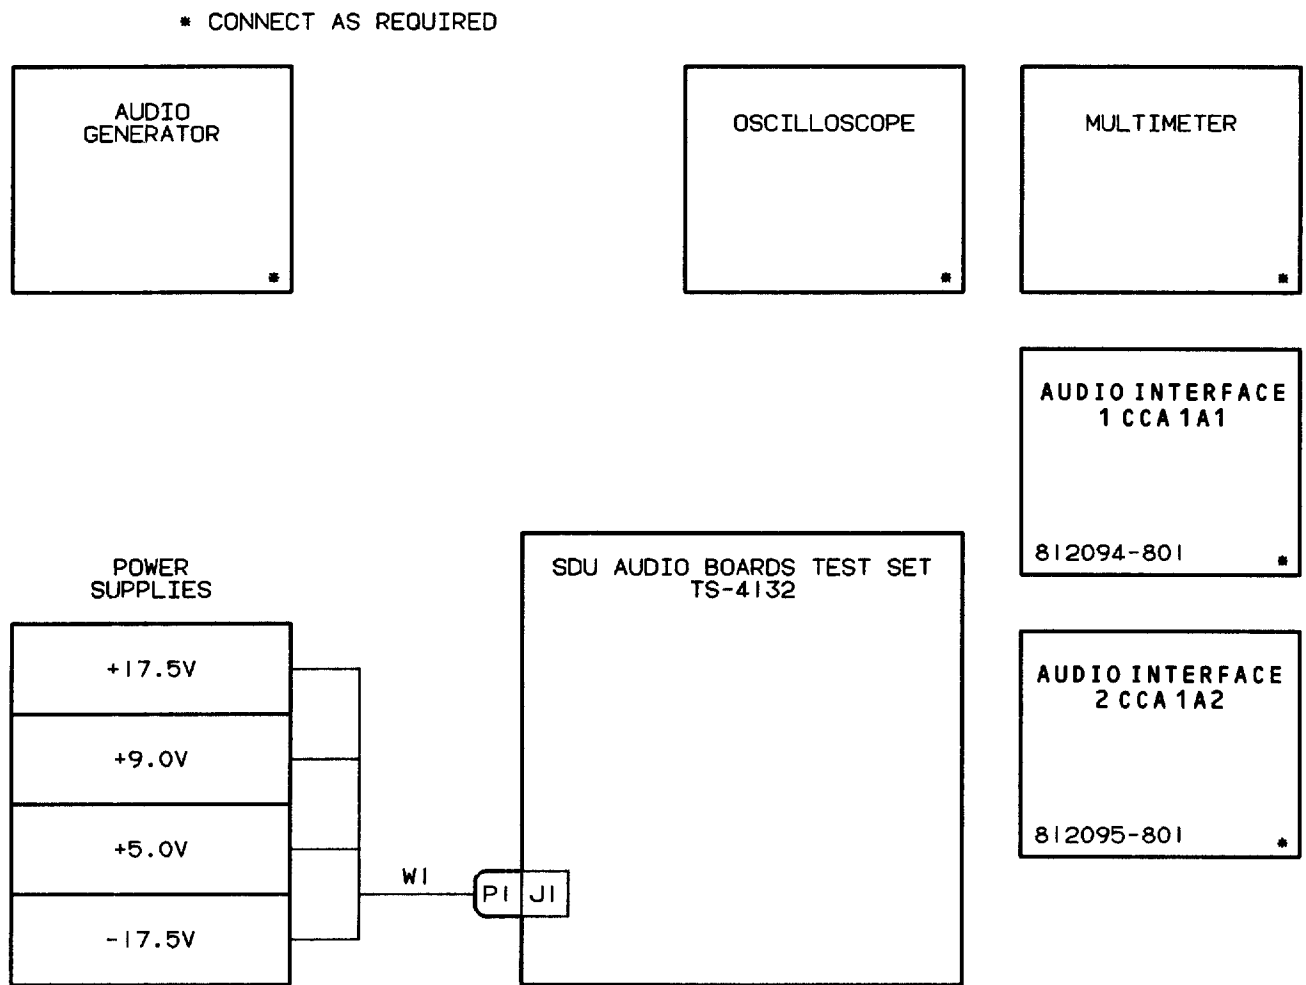 * CONNECT AS REQUIRED
AUDIO
GENERATOR
*
OSCILLOSCOPE
*
MULTIMETER
*
AUDIO INTERFACE
1 CCA 1A1
812094-801
*
POWER
SUPPLIES
+17.5V
+9.0V
+5.0V
-17.5V
W1
P1
J1
SDU AUDIO BOARDS TEST SET
TS-4132
AUDIO INTERFACE
2 CCA 1A2
812095-801
*